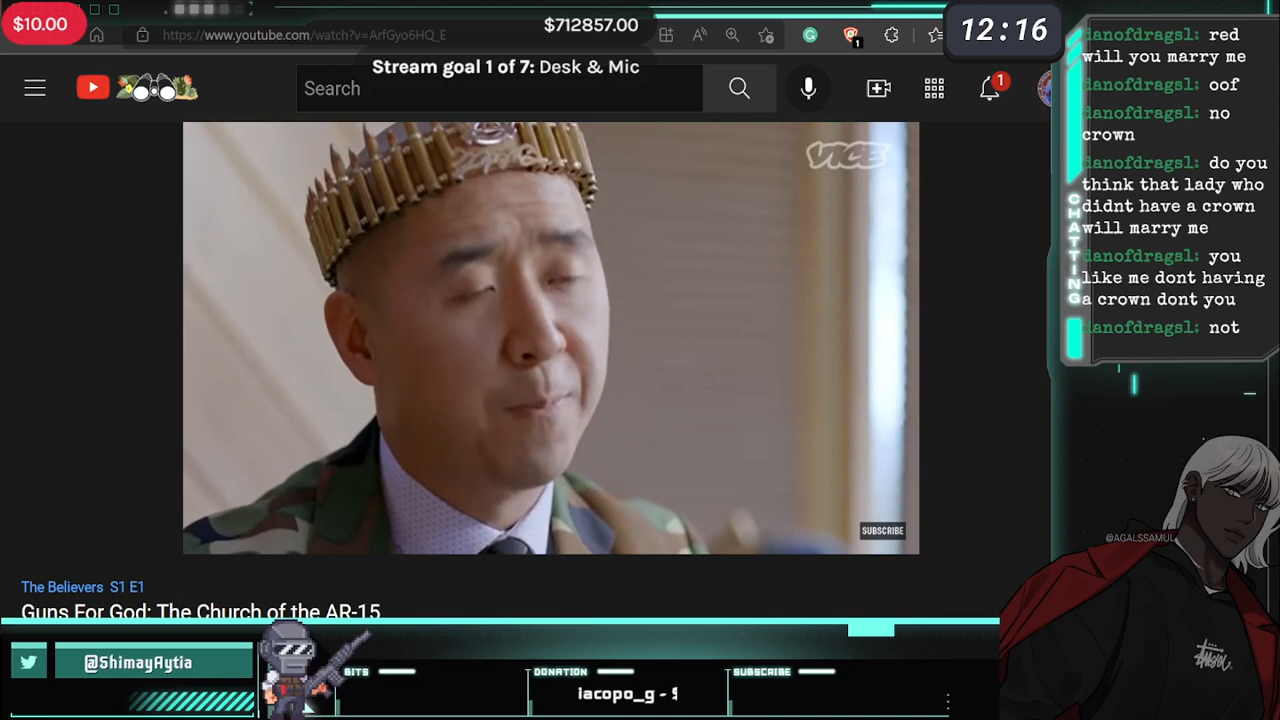 $10.00
$712857.00
12:16
https://www.youtube.com/watch?v=ArfGyo6HQ_E
1
Stream goal 1 of 7: Desk & Mic
Search
1
VICE
SUBSCRIBE
The Believers S1 E1
Guns For God: The Church of the AR-15
danofdragsl: red
will you marry me
danofdragsl: oof
danofdragsl: no
crown
danofdragsl: do you
think that lady who
didnt have a crown
will marry me
danofdragsl: you
like me dont having
a crown dont you
danofdragsl: not
CHATTING
@AGALSSAMUL
@ShimayAytia
BITS
DONATION
SUBSCRIBE
iacopo_g -